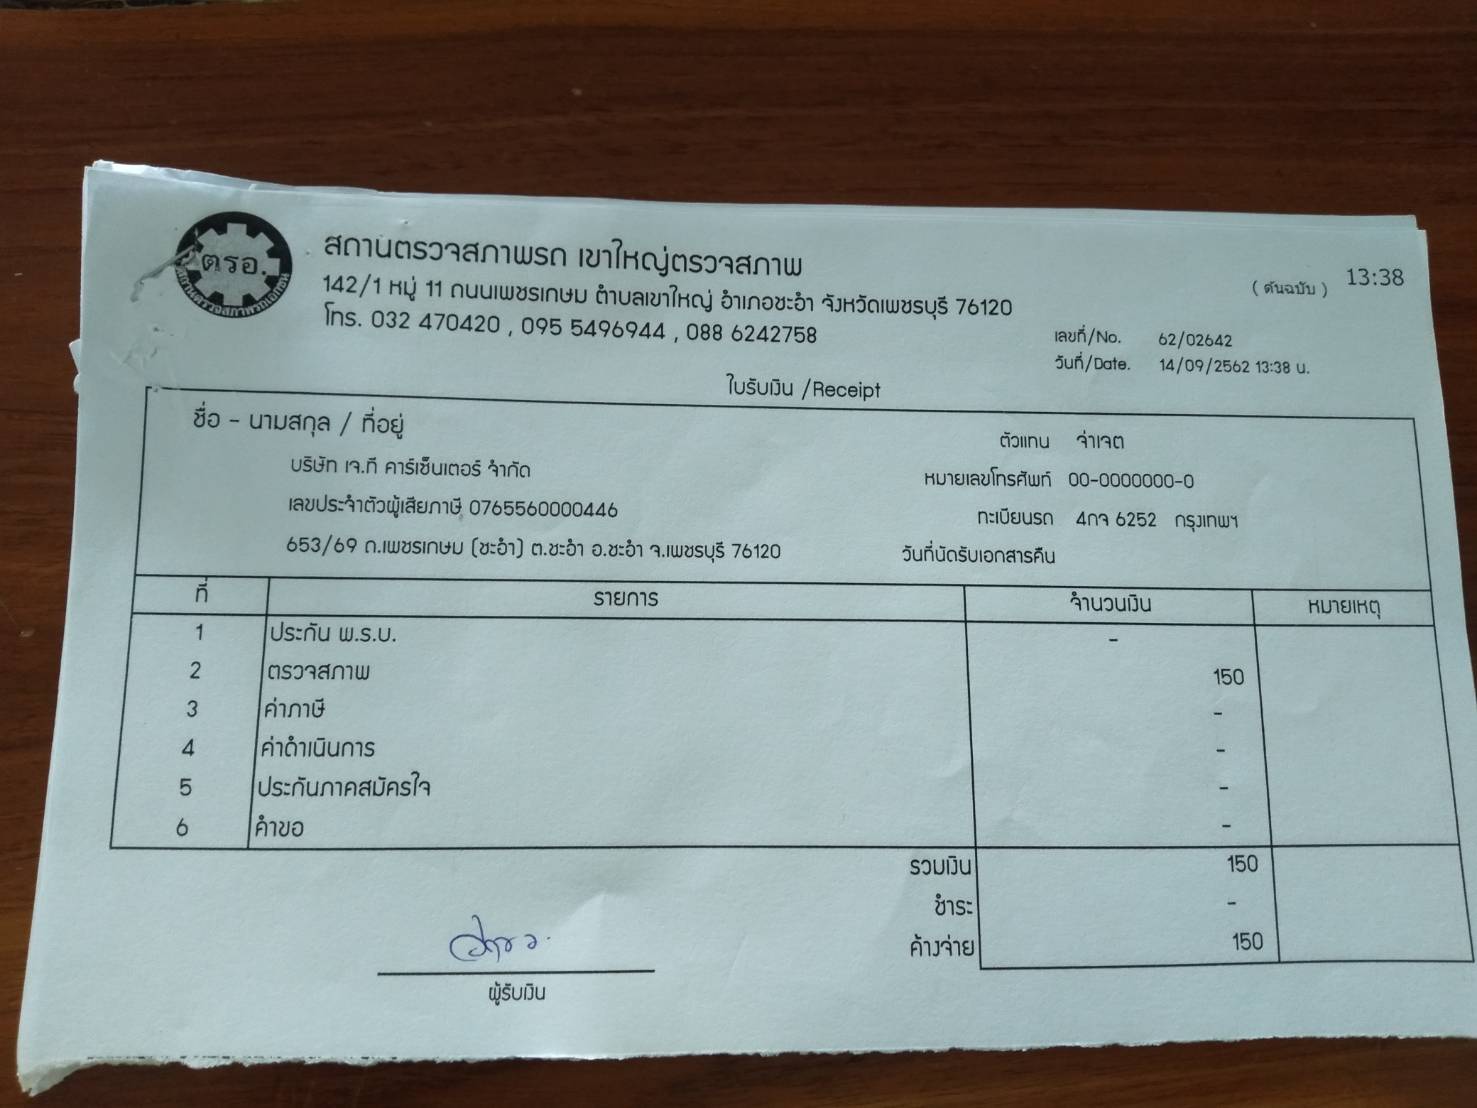 ตรอ.
สถานตรวจสภาพรถเอกชน
สถานตรวจสภาพรถ เขาใหญ่ตรวจสภาพ
142/1 หมู่ 11 ถนนเพชรเกษม ตำบลเขาใหญ่ อำเภอชะอำ จังหวัดเพชรบุรี 76120
โทร. 032 470420 , 095 5496944 , 088 6242758
( ต้นฉบับ ) 13:38
เลขที่/No. 62/02642
วันที่/Date. 14/09/2562 13:38 น.
ใบรับเงิน /Receipt
ชื่อ - นามสกุล / ที่อยู่
บริษัท เจ.ที คาร์เซ็นเตอร์ จำกัด
เลขประจำตัวผู้เสียภาษี 0765560000446
653/69 ถ.เพชรเกษม (ชะอำ) ต.ชะอำ อ.ชะอำ จ.เพชรบุรี 76120
ตัวแทน จ่าเจต
หมายเลขโทรศัพท์ 00-0000000-0
ทะเบียนรถ 4กจ 6252 กรุงเทพฯ
วันที่นัดรับเอกสารคืน
ที่ รายการ จำนวนเงิน หมายเหตุ
1 ประกัน พ.ร.บ. -
2 ตรวจสภาพ 150
3 ค่าภาษี -
4 ค่าดำเนินการ -
5 ประกันภาคสมัครใจ -
6 คำขอ -
รวมเงิน 150
ชำระ -
ค้างจ่าย 150
ผู้รับเงิน